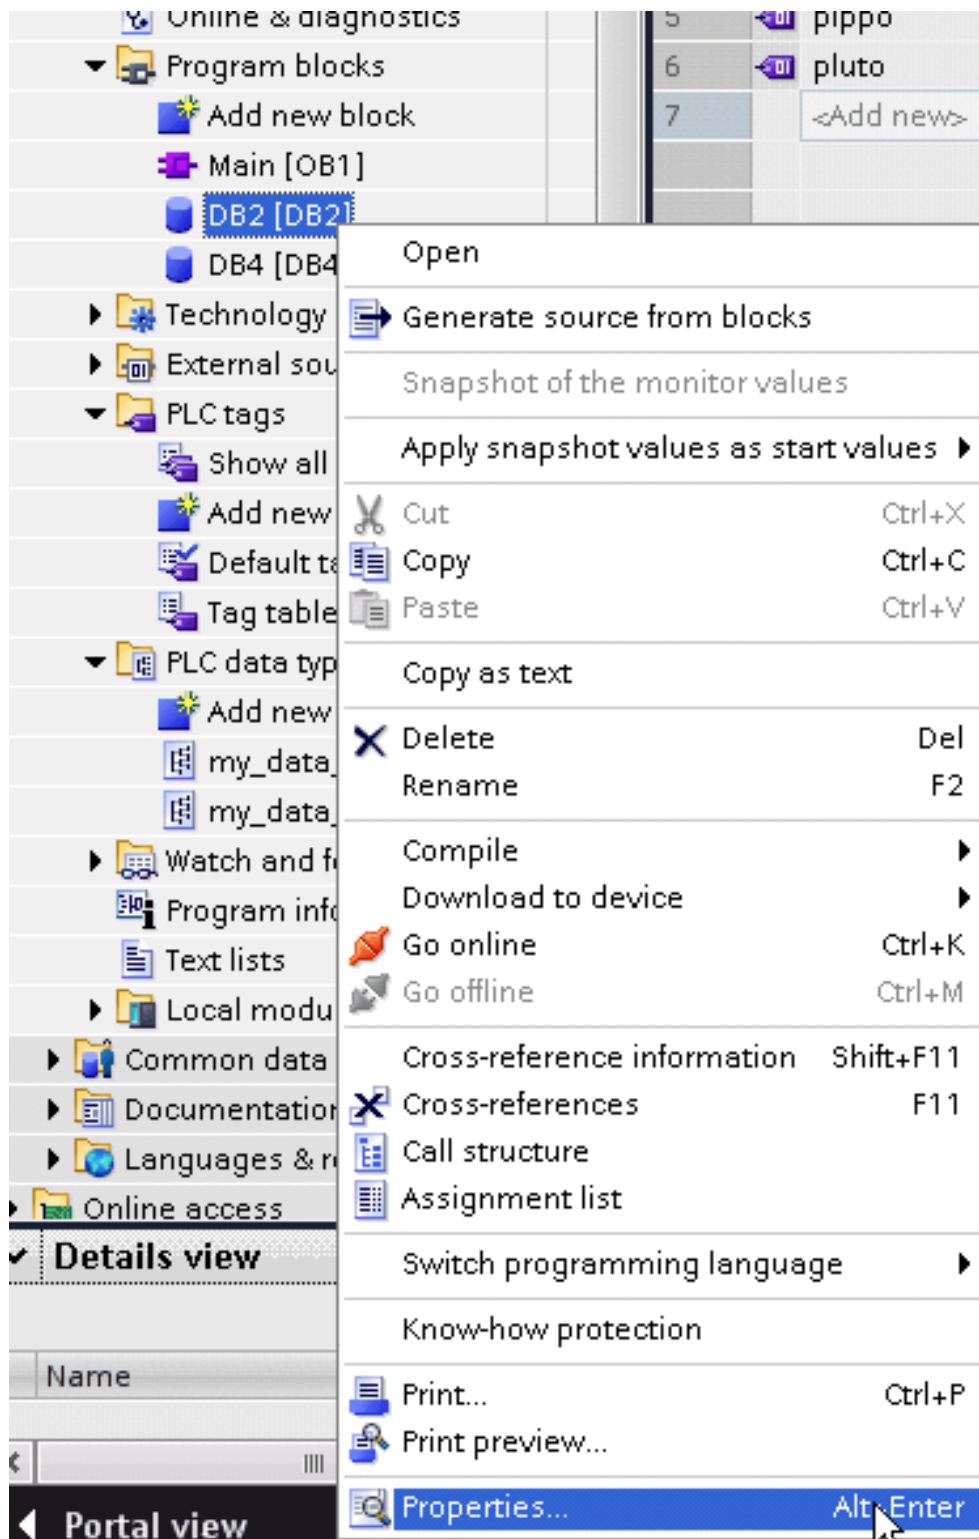 Online & diagnostics
Program blocks
Add new block
Main [OB1]
DB2 [DB2]
DB4 [DB4
Technology
External sou
PLC tags
Show all
Add new
Default ta
Tag table
PLC data typ
Add new
my_data_
my_data_
Watch and fo
Program info
Text lists
Local modu
Common data
Documentation
Languages & re
Online access
Details view
Name
Portal view
5 pippo
6 pluto
7 <Add new>
Open
Generate source from blocks
Snapshot of the monitor values
Apply snapshot values as start values
Cut Ctrl+X
Copy Ctrl+C
Paste Ctrl+V
Copy as text
Delete Del
Rename F2
Compile
Download to device
Go online Ctrl+K
Go offline Ctrl+M
Cross-reference information Shift+F11
Cross-references F11
Call structure
Assignment list
Switch programming language
Know-how protection
Print... Ctrl+P
Print preview...
Properties... Alt+Enter